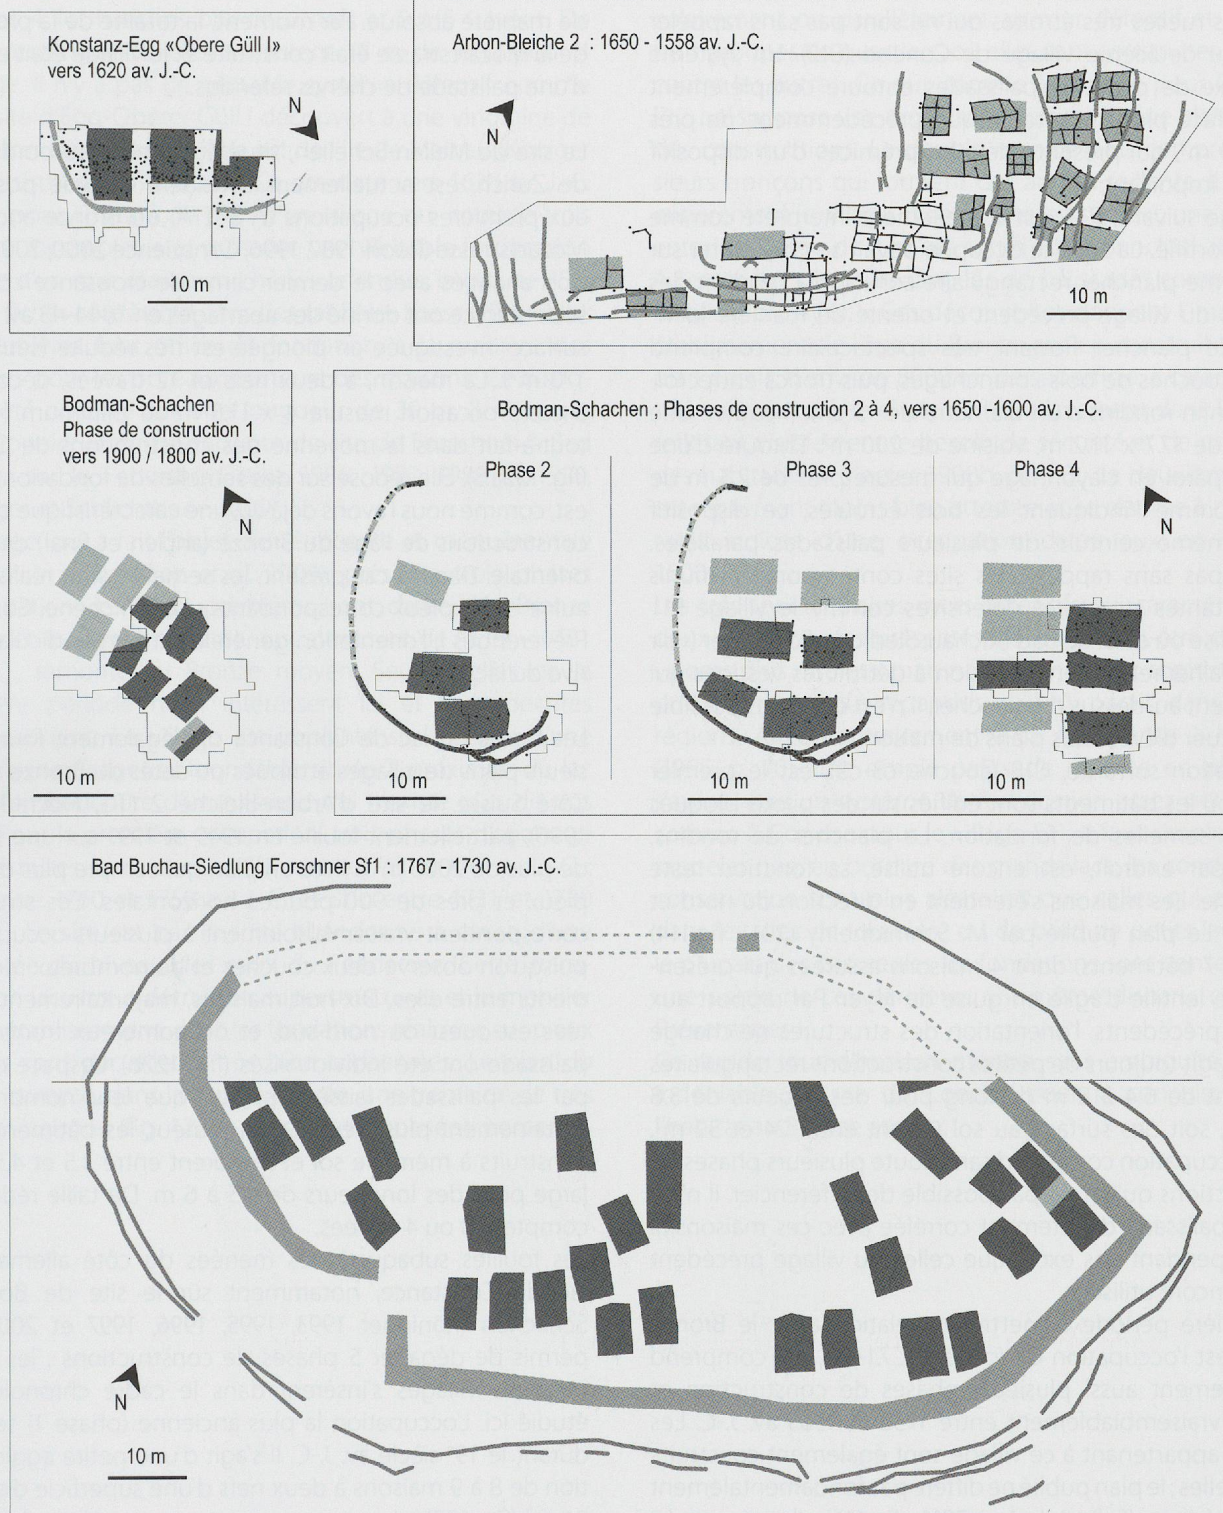 Konstanz-Egg «Obere Güll I»
vers 1620 av. J.-C.
N
10 m
Arbon-Bleiche 2 : 1650 - 1558 av. J.-C.
N
10 m
Bodman-Schachen
Phase de construction 1
vers 1900 / 1800 av. J.-C.
N
10 m
Bodman-Schachen ; Phases de construction 2 à 4, vers 1650 -1600 av. J.-C.
Phase 2
Phase 3
Phase 4
N
10 m
10 m
10 m
Bad Buchau-Siedlung Forschner Sf1 : 1767 - 1730 av. J.-C.
N
10 m